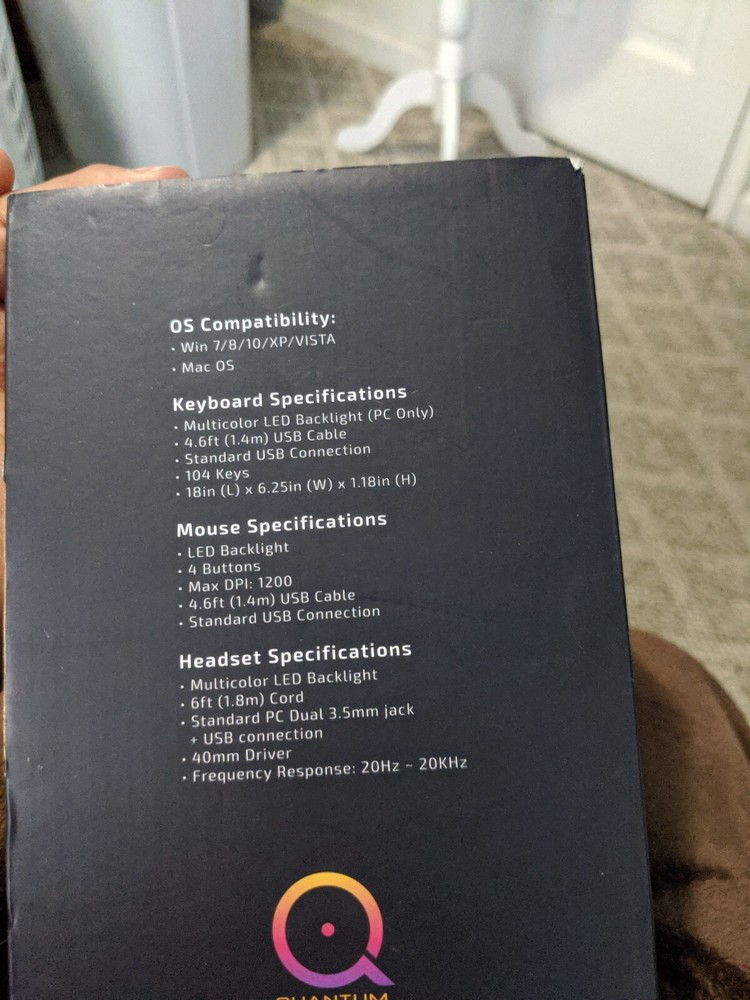 OS Compatibility:
• Win 7/8/10/XP/VISTA
• Mac OS
Keyboard Specifications
• Multicolor LED Backlight (PC Only)
• 4.6ft (1.4m) USB Cable
• Standard USB Connection
• 104 Keys
• 18in (L) x 6.25in (W) x 1.18in (H)
Mouse Specifications
• LED Backlight
• 4 Buttons
• Max DPI: 1200
• 4.6ft (1.4m) USB Cable
• Standard USB Connection
Headset Specifications
• Multicolor LED Backlight
• 6ft (1.8m) Cord
• Standard PC Dual 3.5mm jack
+ USB connection
• 40mm Driver
• Frequency Response: 20Hz ~ 20KHz
QUANTUM